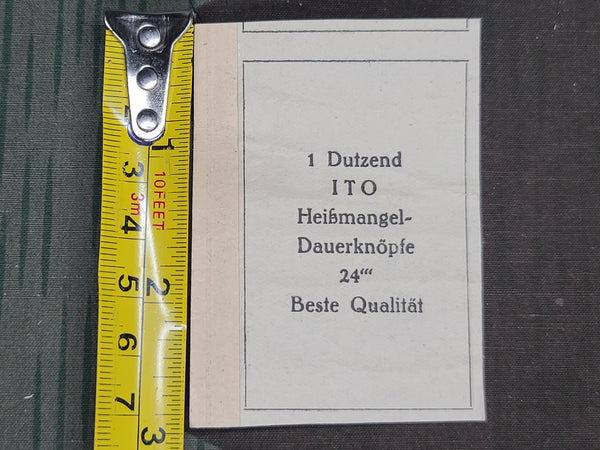 1 Dutzend
ITO
Heißmangel-
Dauerknöpfe
24‴
Beste Qualität
1
3
3m
10FEET
4
5
2
6
7
3